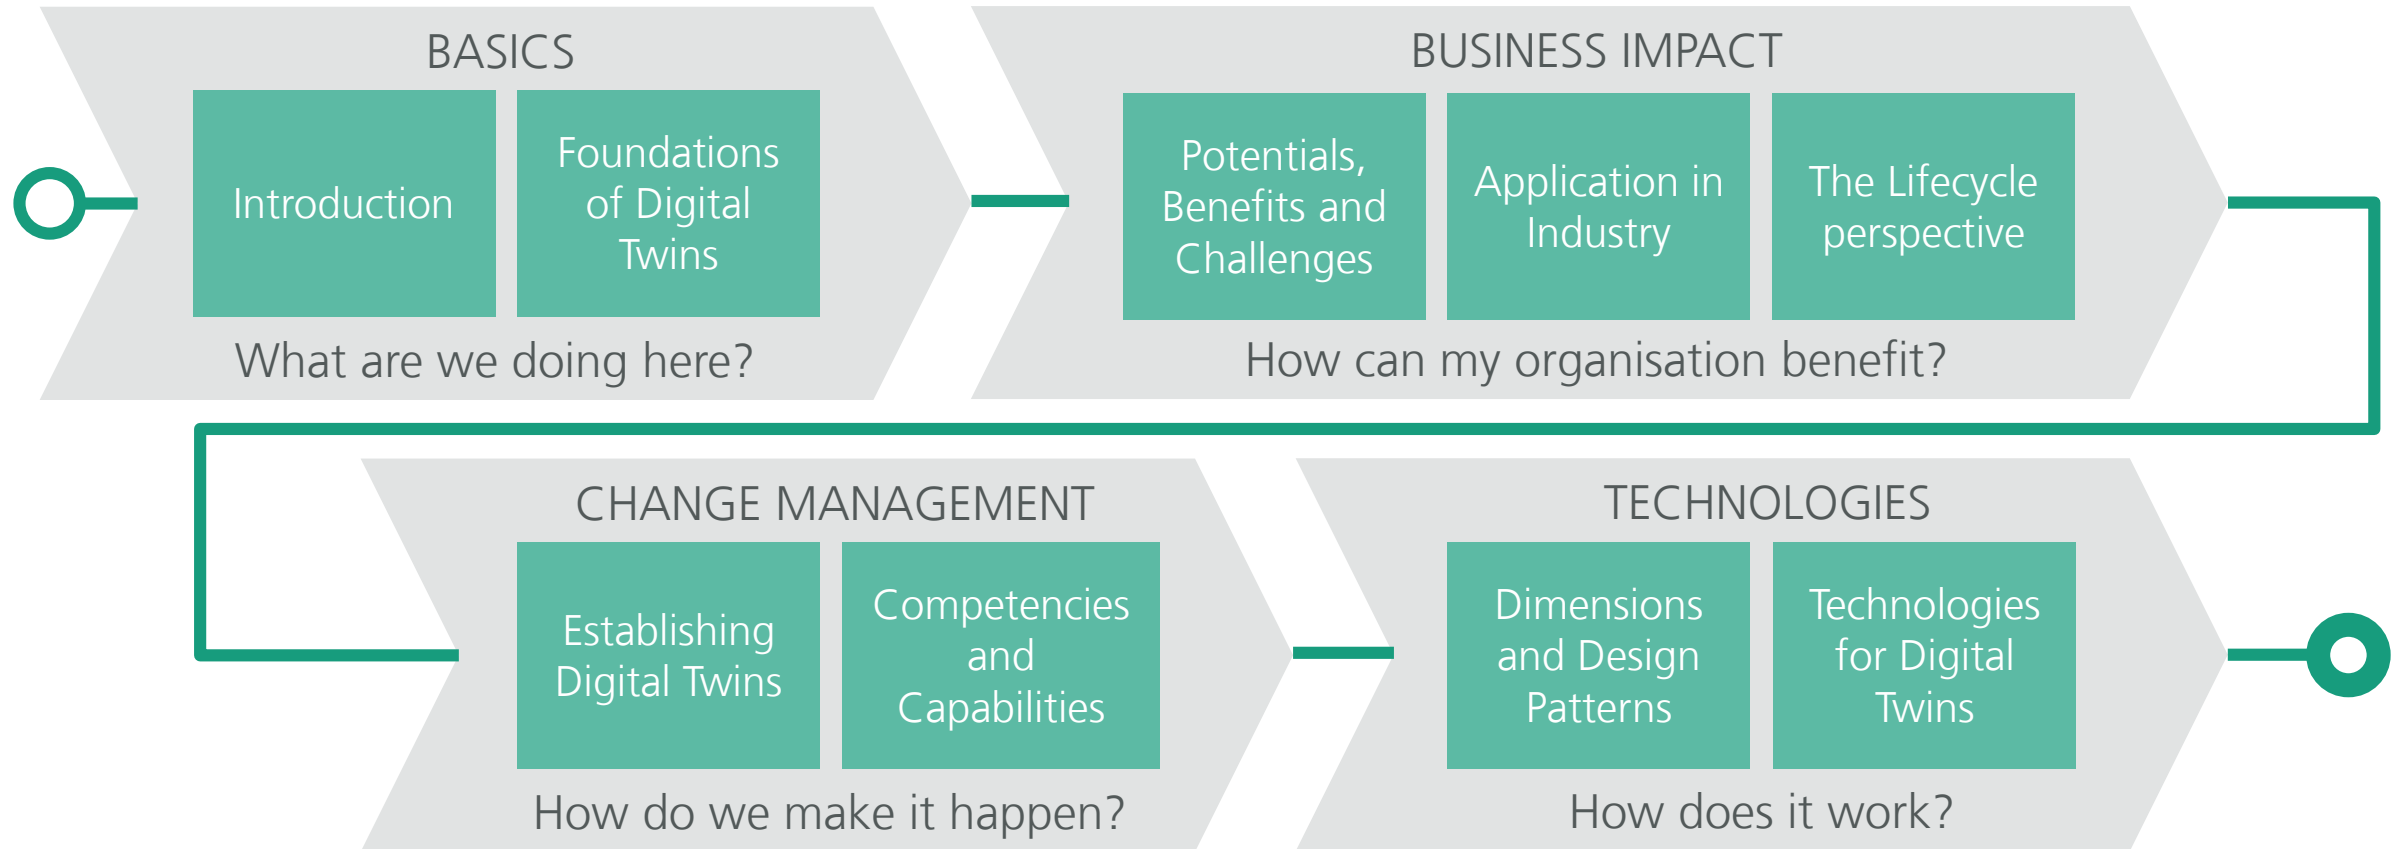 BASICS
Introduction
Foundations
of Digital
Twins
What are we doing here?
BUSINESS IMPACT
Potentials,
Benefits and
Challenges
Application in
Industry
The Lifecycle
perspective
How can my organisation benefit?
CHANGE MANAGEMENT
Establishing
Digital Twins
Competencies
and
Capabilities
How do we make it happen?
TECHNOLOGIES
Dimensions
and Design
Patterns
Technologies
for Digital
Twins
How does it work?